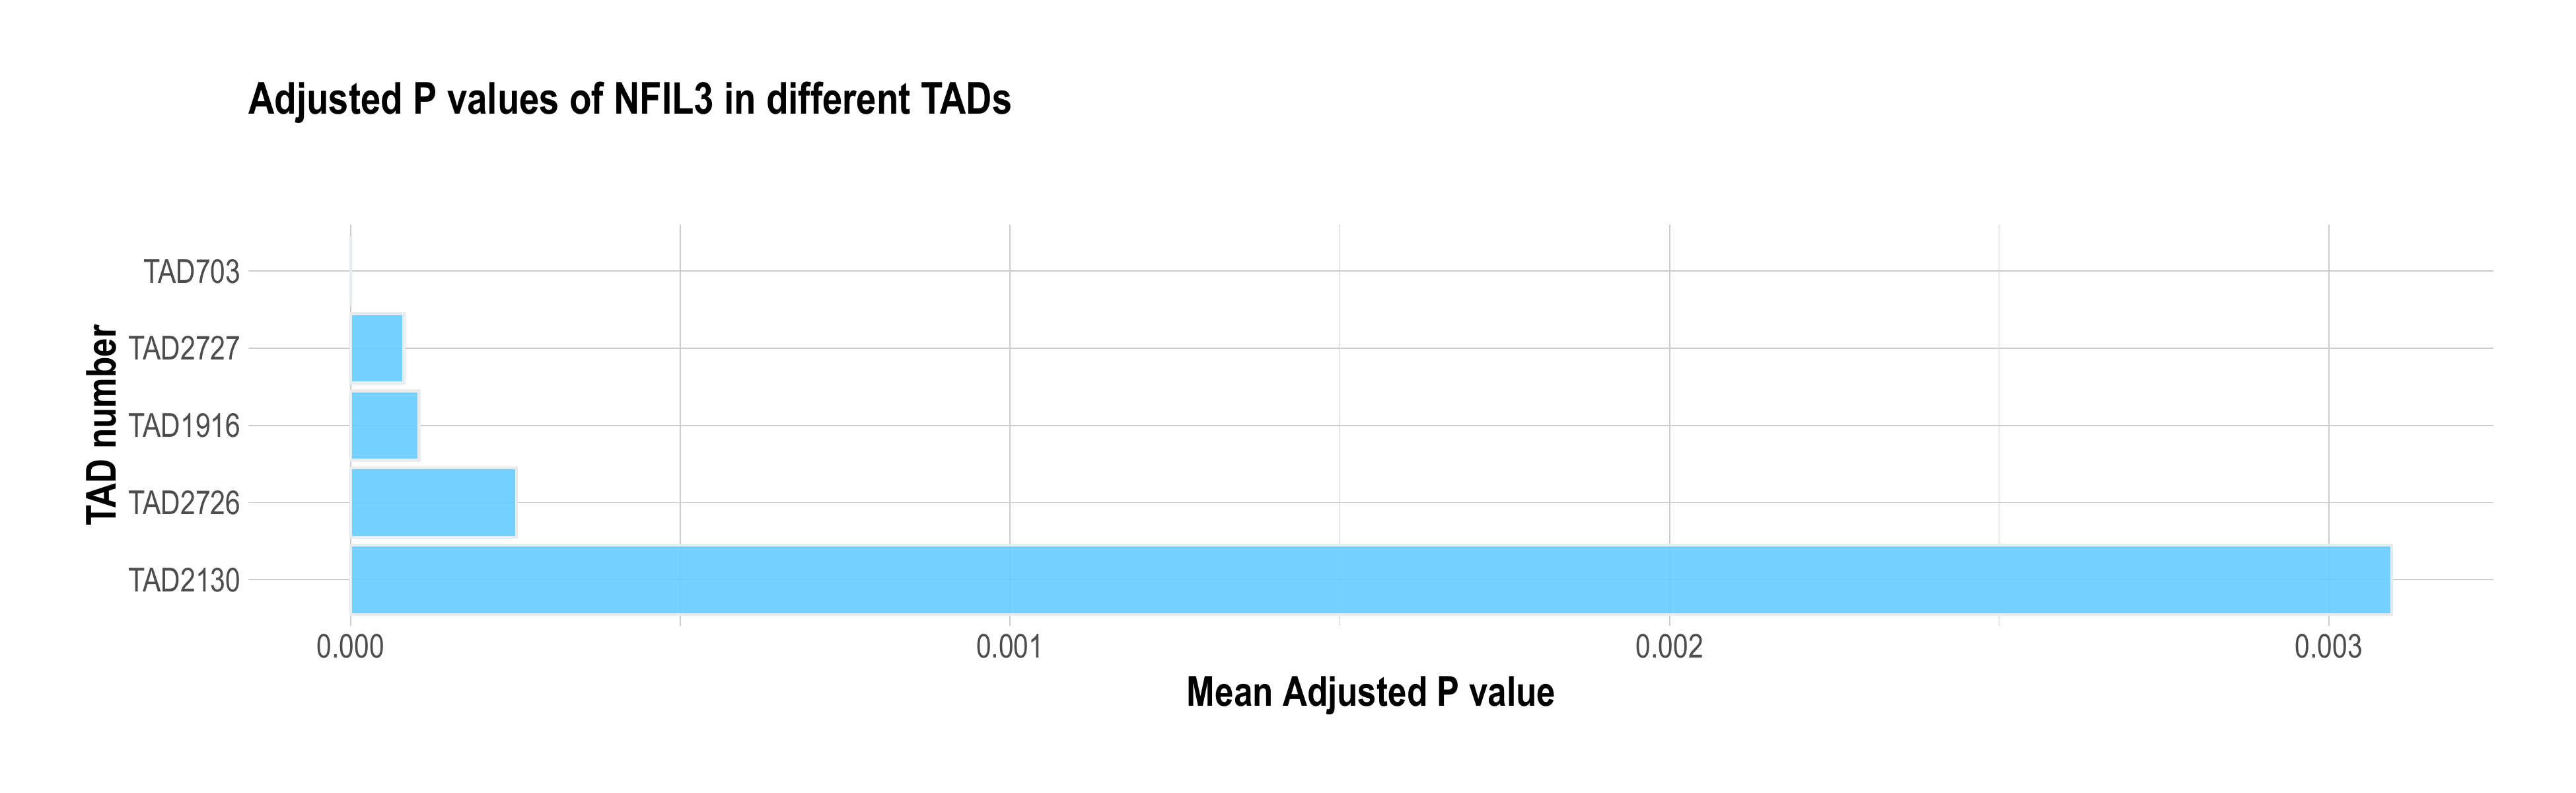 Adjusted P values of NFIL3 in different TADs
TAD number
TAD703
TAD2727
TAD1916
TAD2726
TAD2130
0.000 0.001 0.002 0.003
Mean Adjusted P value